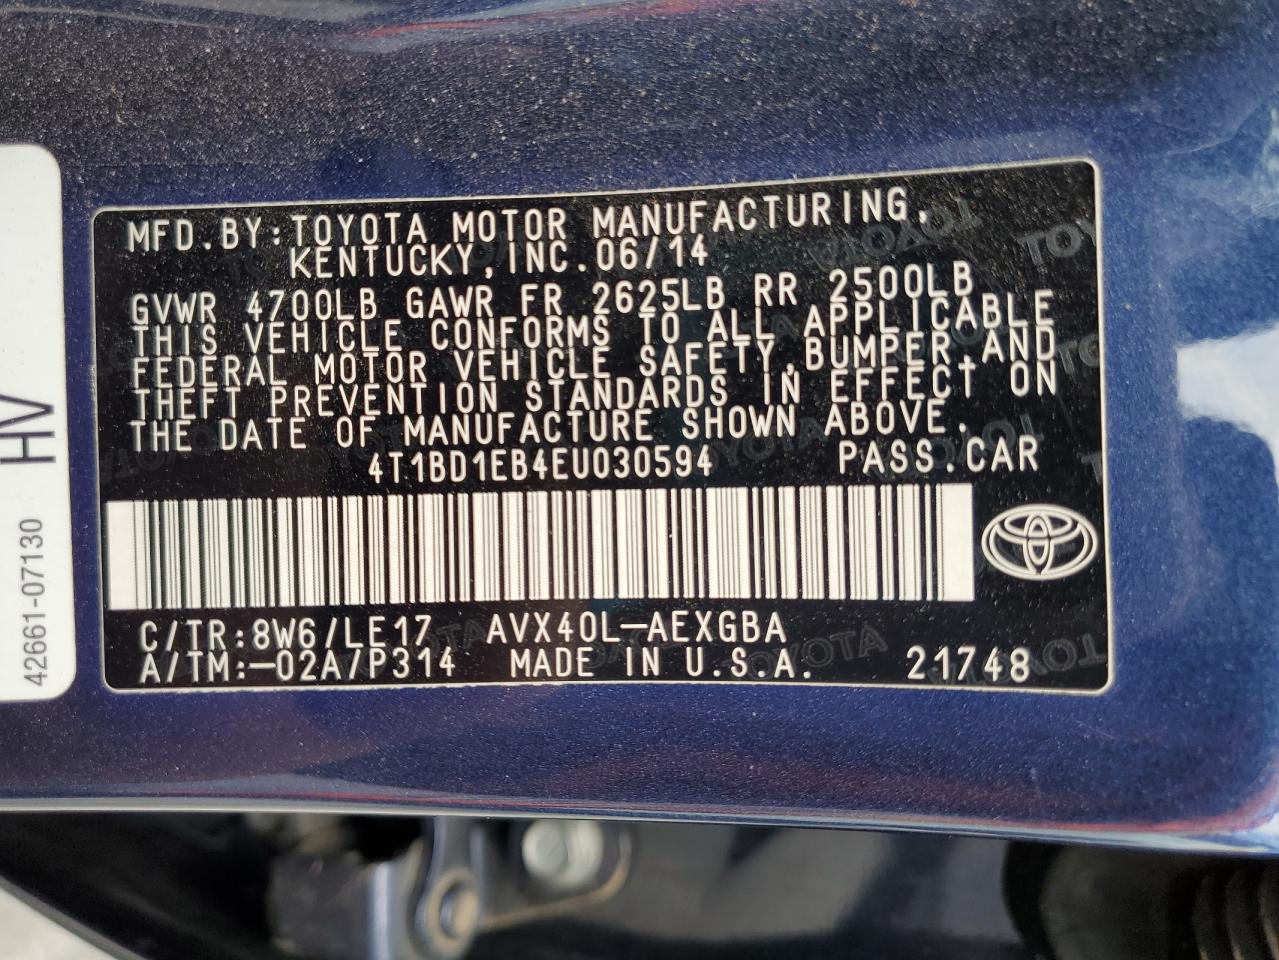 MFD.BY:TOYOTA MOTOR MANUFACTURING,
KENTUCKY,INC.06/14
GVWR 4700LB GAWR FR 2625LB RR 2500LB
THIS VEHICLE CONFORMS TO ALL APPLICABLE
FEDERAL MOTOR VEHICLE SAFETY,BUMPER,AND
THEFT PREVENTION STANDARDS IN EFFECT ON
THE DATE OF MANUFACTURE SHOWN ABOVE.
4T1BD1EB4EU030594 PASS.CAR
C/TR:8W6/LE17 AVX40L-AEXGBA
A/TM:-02A/P314 MADE IN U.S.A. 21748
HV
42661-07130